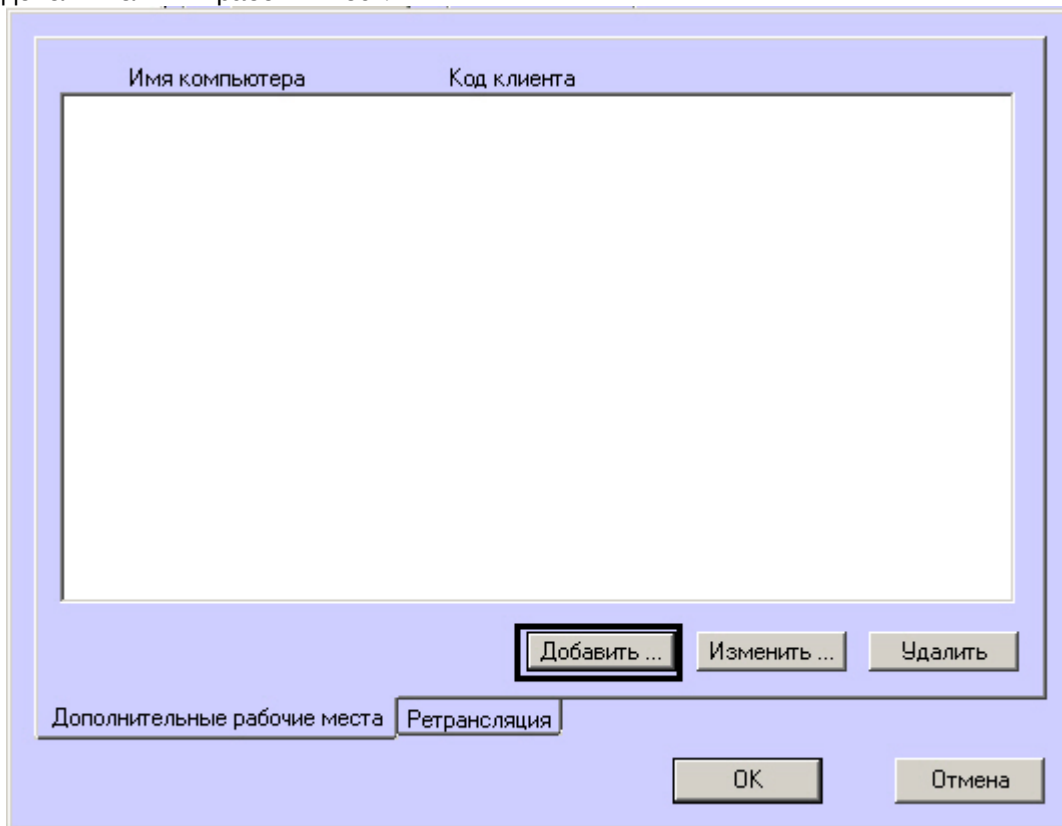 Имя компьютера Код клиента
Добавить ... Изменить ... Удалить
Дополнительные рабочие места Ретрансляция
OK Отмена